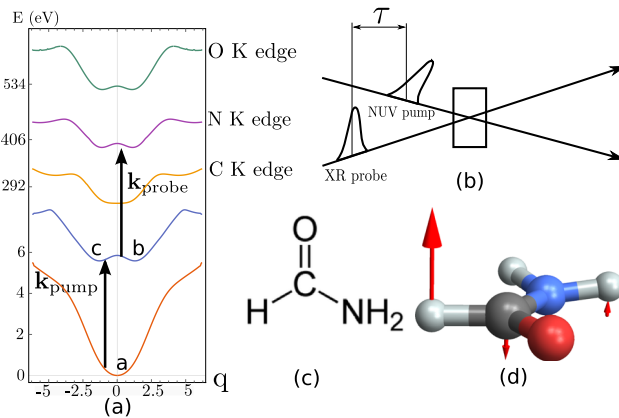 E (eV)
O K edge
534
N K edge
406
k_probe
C K edge
292
c b
6
k_pump
4
2
a
0
-5 -2.5 0 2.5 5
q
(a)
τ
NUV pump
XR probe
(b)
O
C
H NH₂
(c)
(d)